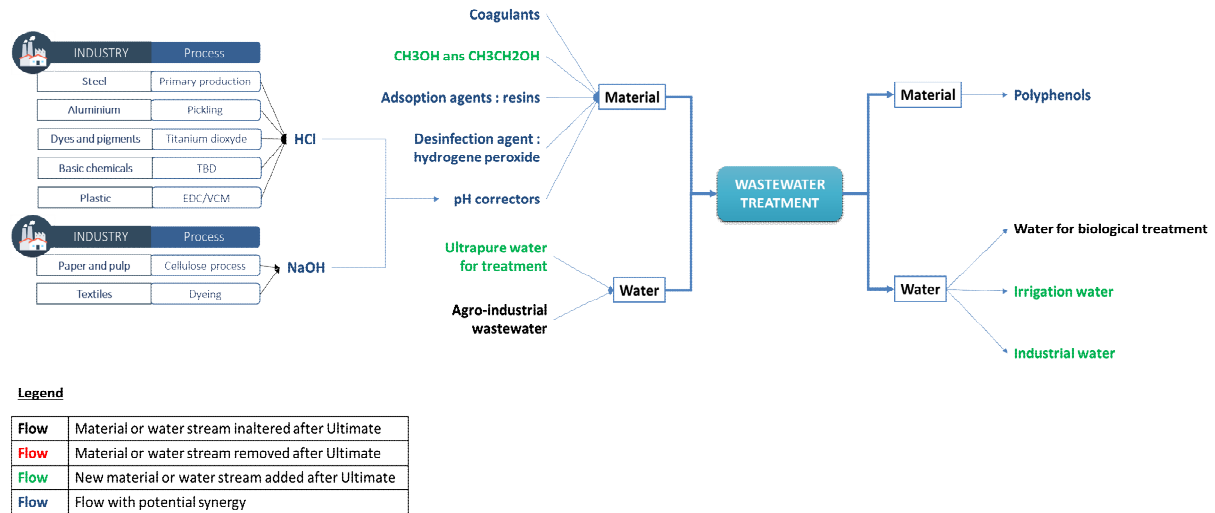 INDUSTRY Process
Steel Primary production
Aluminium Pickling
Dyes and pigments Titanium dioxyde
Basic chemicals TBD
Plastic EDC/VCM
HCl
INDUSTRY Process
Paper and pulp Cellulose process
Textiles Dyeing
NaOH
Coagulants
CH3OH ans CH3CH2OH
Adsoption agents : resins
Desinfection agent :
hydrogene peroxide
pH correctors
Material
Ultrapure water
for treatment
Agro-industrial
wastewater
Water
WASTEWATER
TREATMENT
Material
Polyphenols
Water
Water for biological treatment
Irrigation water
Industrial water
Legend
Flow Material or water stream inaltered after Ultimate
Flow Material or water stream removed after Ultimate
Flow New material or water stream added after Ultimate
Flow Flow with potential synergy